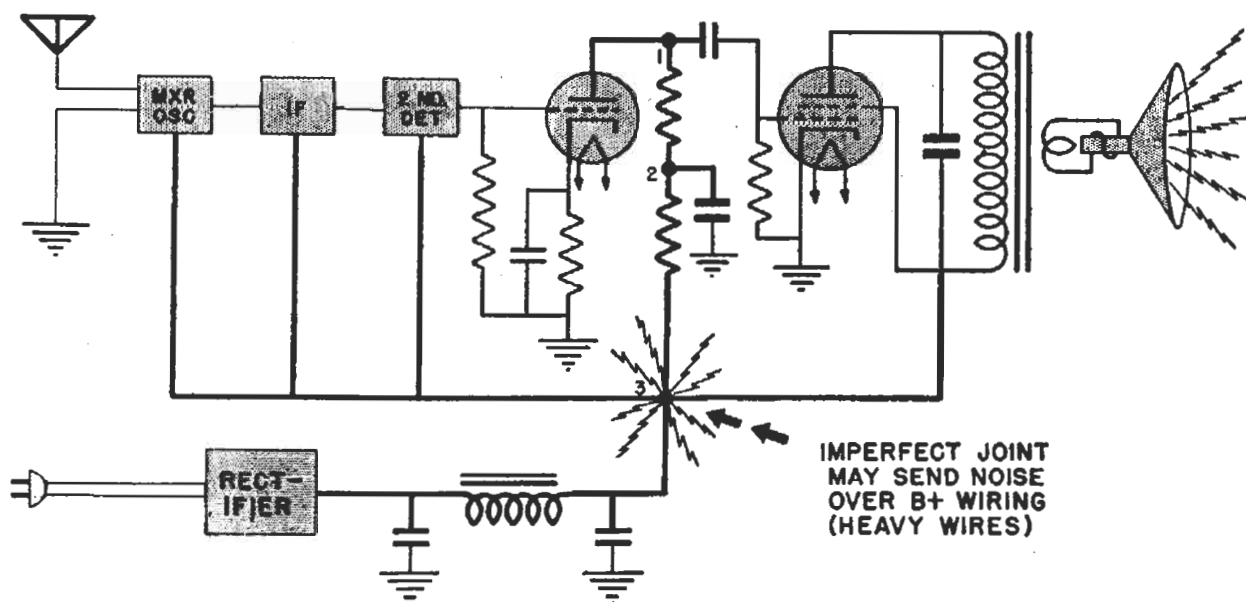 MXR
OSC
IF
2 ND.
DET
1
2
3
RECT-
IFIER
IMPERFECT JOINT
MAY SEND NOISE
OVER B+ WIRING
(HEAVY WIRES)